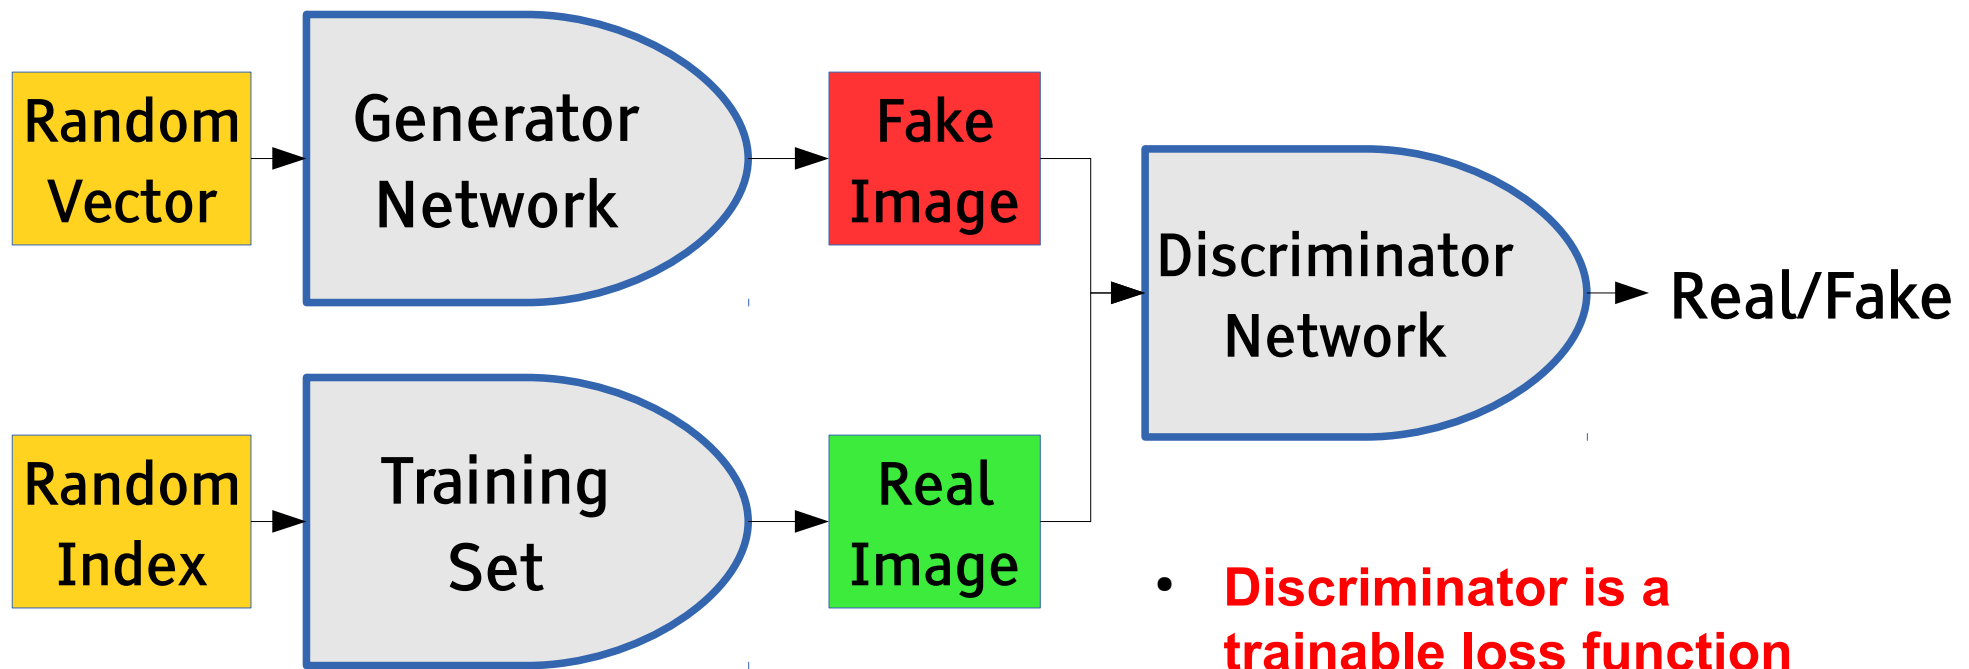 Random
Vector
Generator
Network
Fake
Image
Discriminator
Network
Real/Fake
Random
Index
Training
Set
Real
Image
• Discriminator is a
trainable loss function